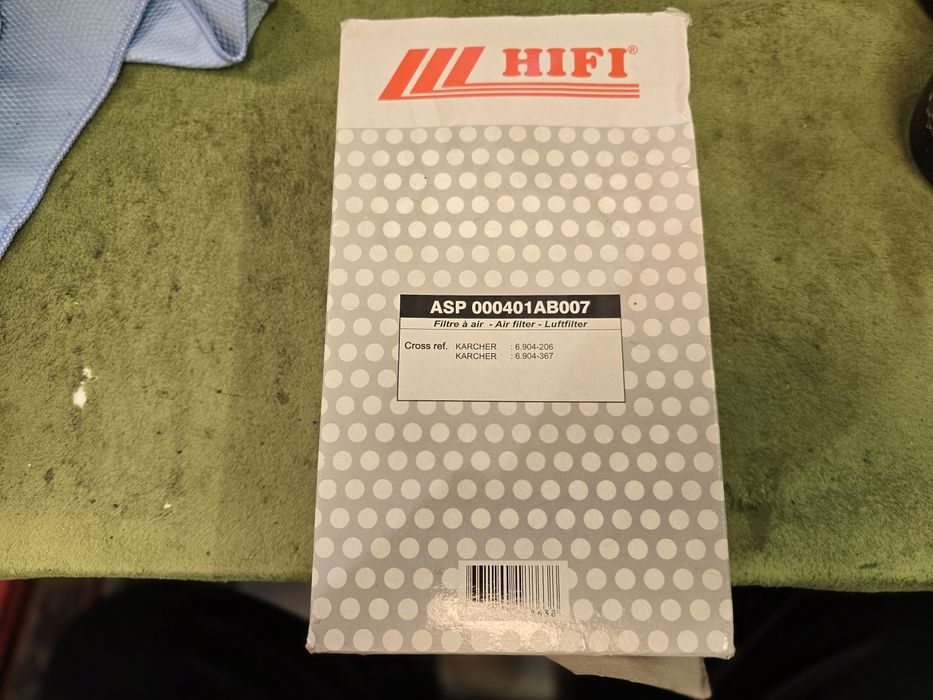 HIFI®
ASP 000401AB007
Filtre à air - Air filter - Luftfilter
Cross ref. KARCHER : 6.904-206
KARCHER : 6.904-367